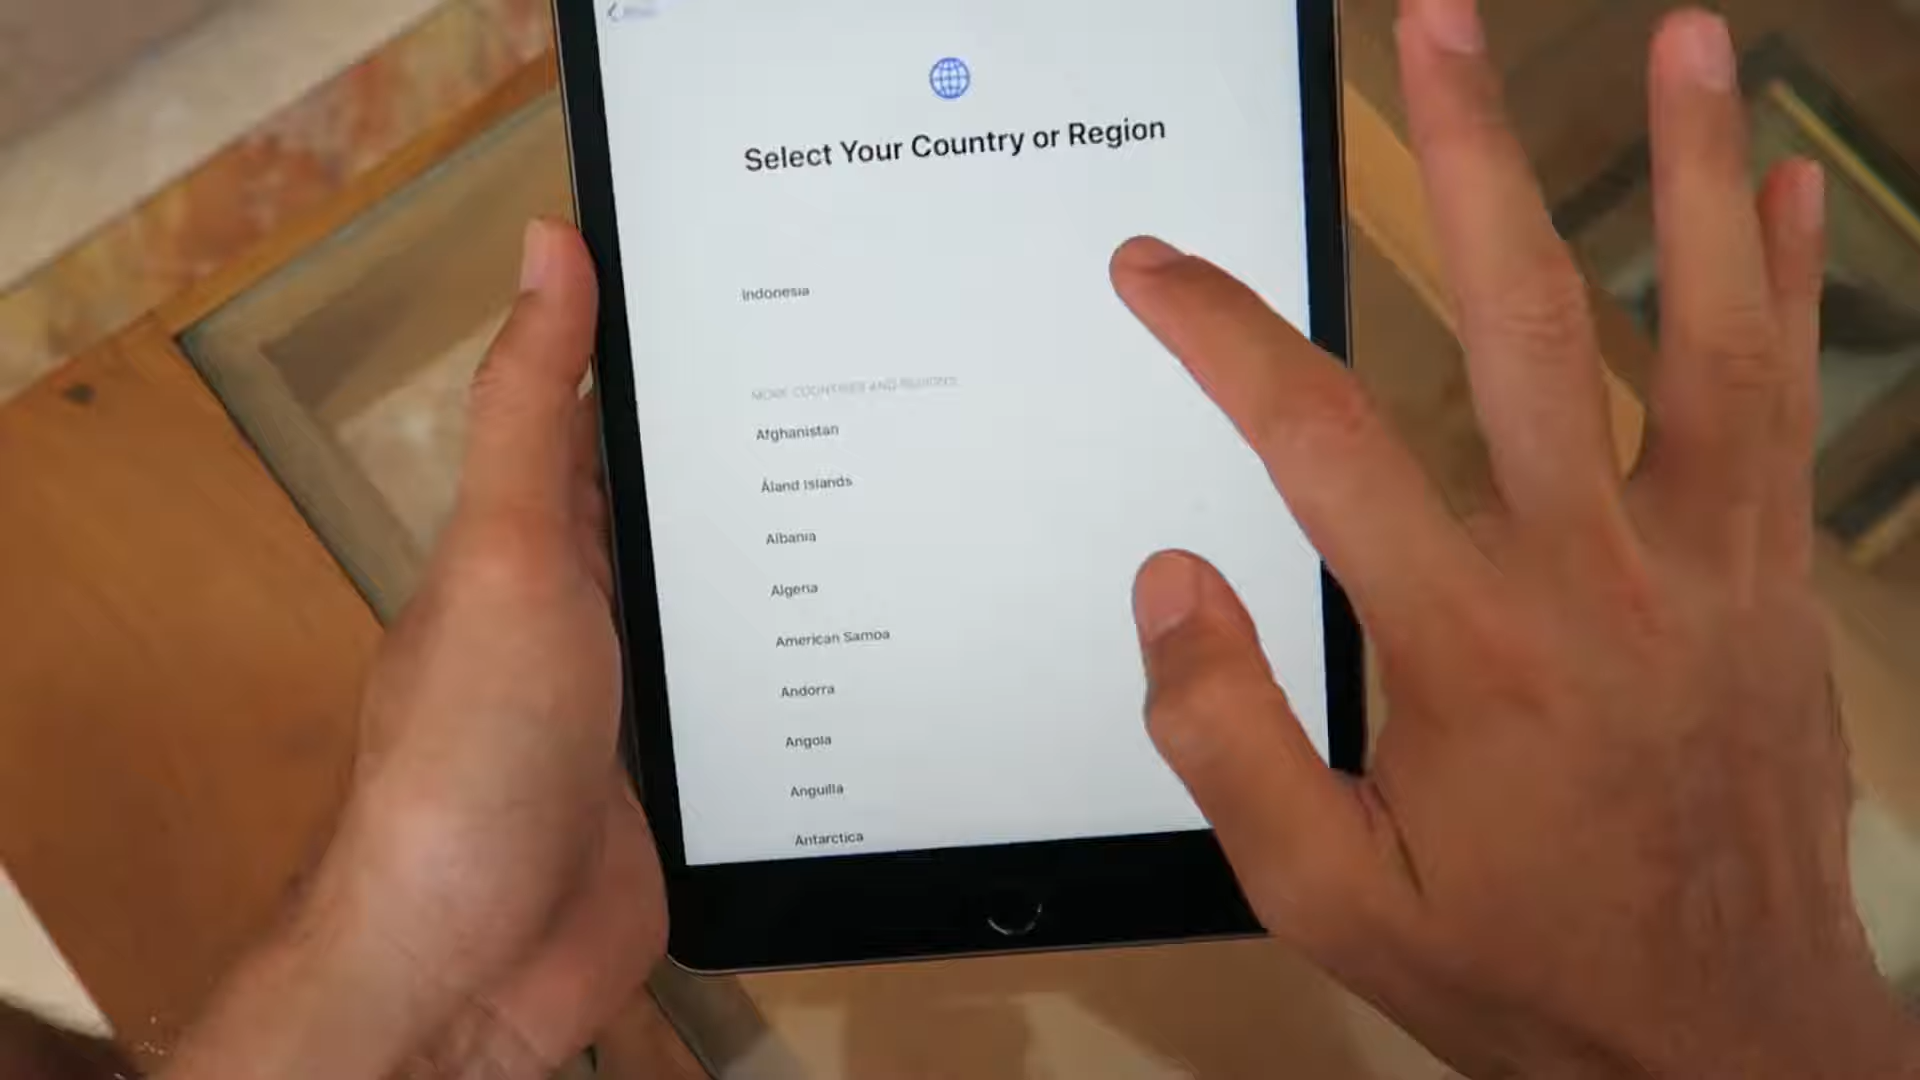 Select Your Country or Region
Indonesia
MORE COUNTRIES AND REGIONS
Afghanistan
Åland Islands
Albania
Algeria
American Samoa
Andorra
Angola
Anguilla
Antarctica